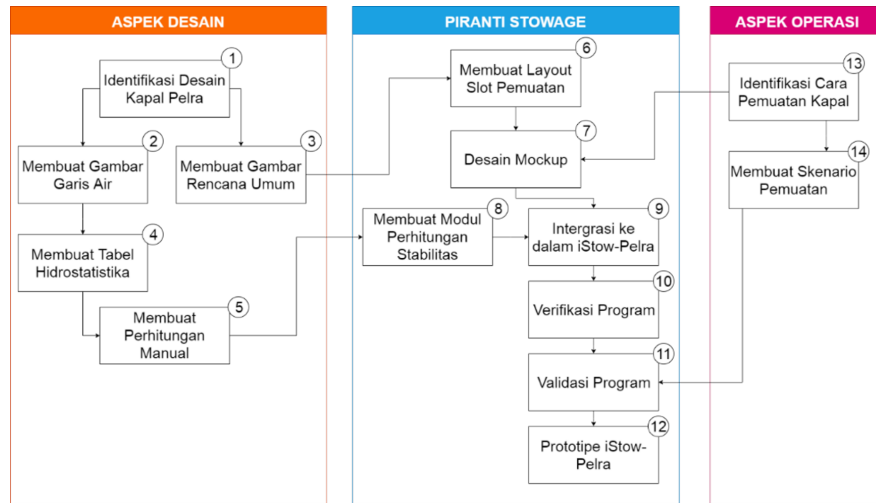 ASPEK DESAIN
1
Identifikasi Desain
Kapal Pelra
2
Membuat Gambar
Garis Air
3
Membuat Gambar
Rencana Umum
4
Membuat Tabel
Hidrostatistika
5
Membuat
Perhitungan
Manual
PIRANTI STOWAGE
6
Membuat Layout
Slot Pemuatan
7
Desain Mockup
8
Membuat Modul
Perhitungan
Stabilitas
9
Intergrasi ke
dalam iStow-Pelra
10
Verifikasi Program
11
Validasi Program
12
Prototipe iStow-
Pelra
ASPEK OPERASI
13
Identifikasi Cara
Pemuatan Kapal
14
Membuat Skenario
Pemuatan